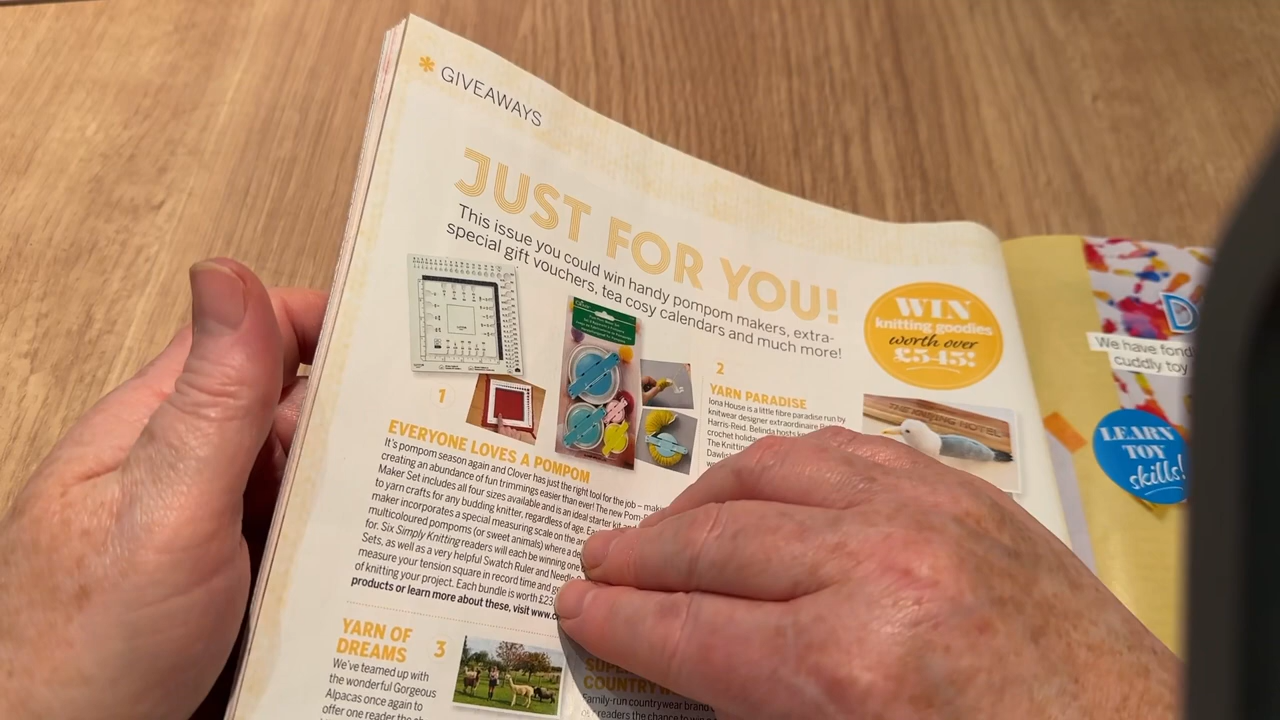 * GIVEAWAYS
JUST FOR YOU!
This issue you could win handy pompom makers, extra-
special gift vouchers, tea cosy calendars and much more!
WIN
knitting goodies
worth over
£545!
1
EVERYONE LOVES A POMPOM
It's pompom season again and Clover has just the right tool for the job –
creating an abundance of fun trimmings easier than ever! The new Pom-
Maker Set includes all four sizes available and is an ideal starter kit
to yarn crafts for any budding knitter, regardless of age.
maker incorporates a special measuring scale on the
multicoloured pompoms (or sweet animals) where a
for. Six Simply Knitting readers will each be winning one
Sets, as well as a very helpful Swatch Ruler and Needle
measure your tension square in record time and
of knitting your project. Each bundle is worth
products or learn more about these, visit
2
YARN PARADISE
Iona House is a little fibre paradise run by
knitwear designer extraordinaire
Harris-Reid. Belinda hosts
crochet
The Knitting
YARN OF
DREAMS
3
We've teamed up with
the wonderful Gorgeous
Alpacas once again to
offer one reader the
Family-run countrywear brand
readers the chance to win a
We have
cuddly toy
LEARN
TOY
skills!